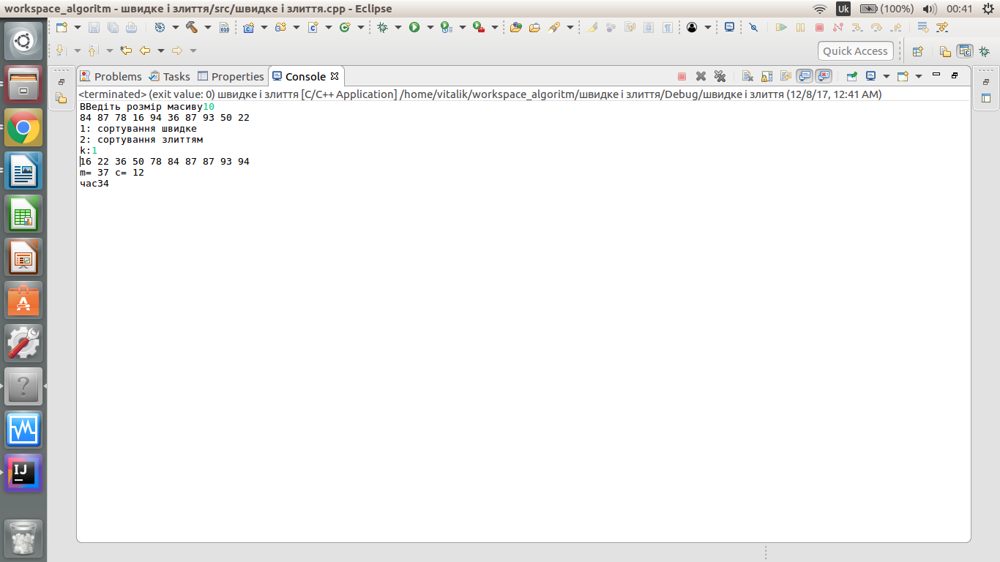 workspace_algoritm - швидке і злиття/src/швидке і злиття.cpp - Eclipse
Uk (100%) 00:41
010
Quick Access
Problems Tasks Properties Console
<terminated> (exit value: 0) швидке і злиття [C/C++ Application] /home/vitalik/workspace_algoritm/швидке і злиття/Debug/швидке і злиття (12/8/17, 12:41 AM)
ВВедіть розмір масиву10
84 87 78 16 94 36 87 93 50 22
1: сортування швидке
2: сортування злиттям
k:1
16 22 36 50 78 84 87 87 93 94
m= 37 c= 12
час34
IJ